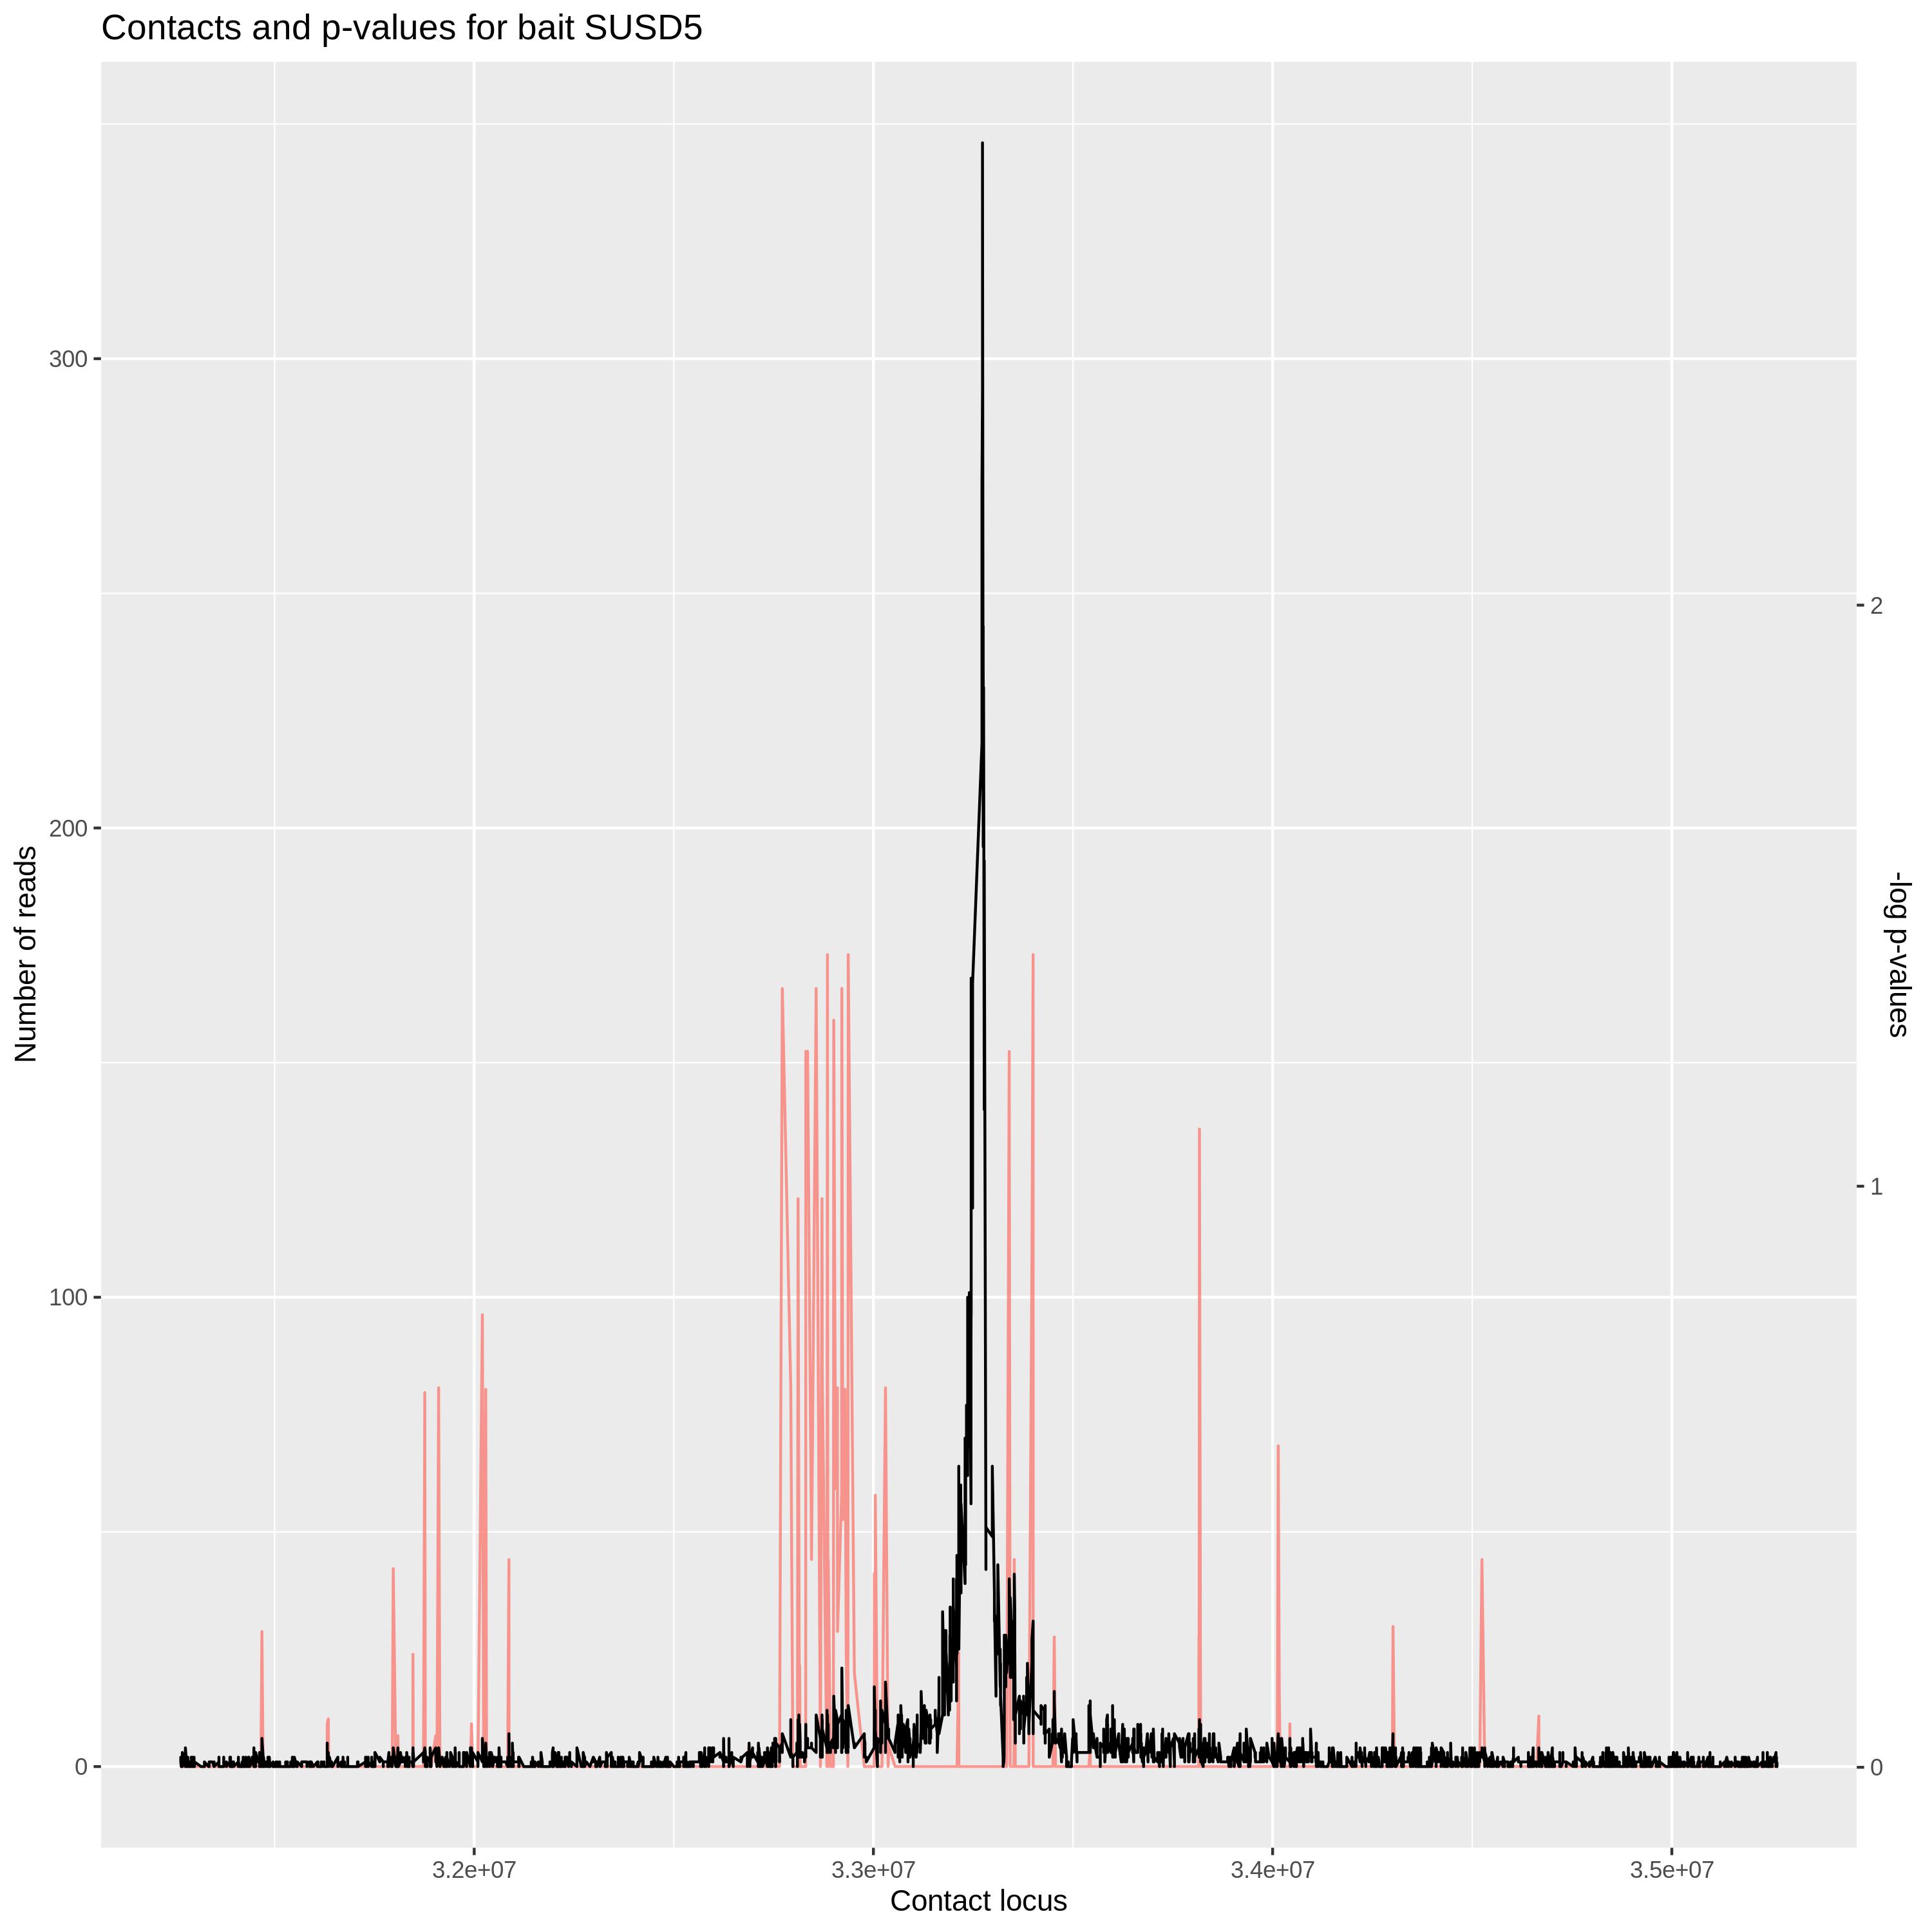 Contacts and p-values for bait SUSD5
300
200
100
0
Number of reads
2
1
0
-log p-values
3.2e+07 3.3e+07 3.4e+07 3.5e+07
Contact locus